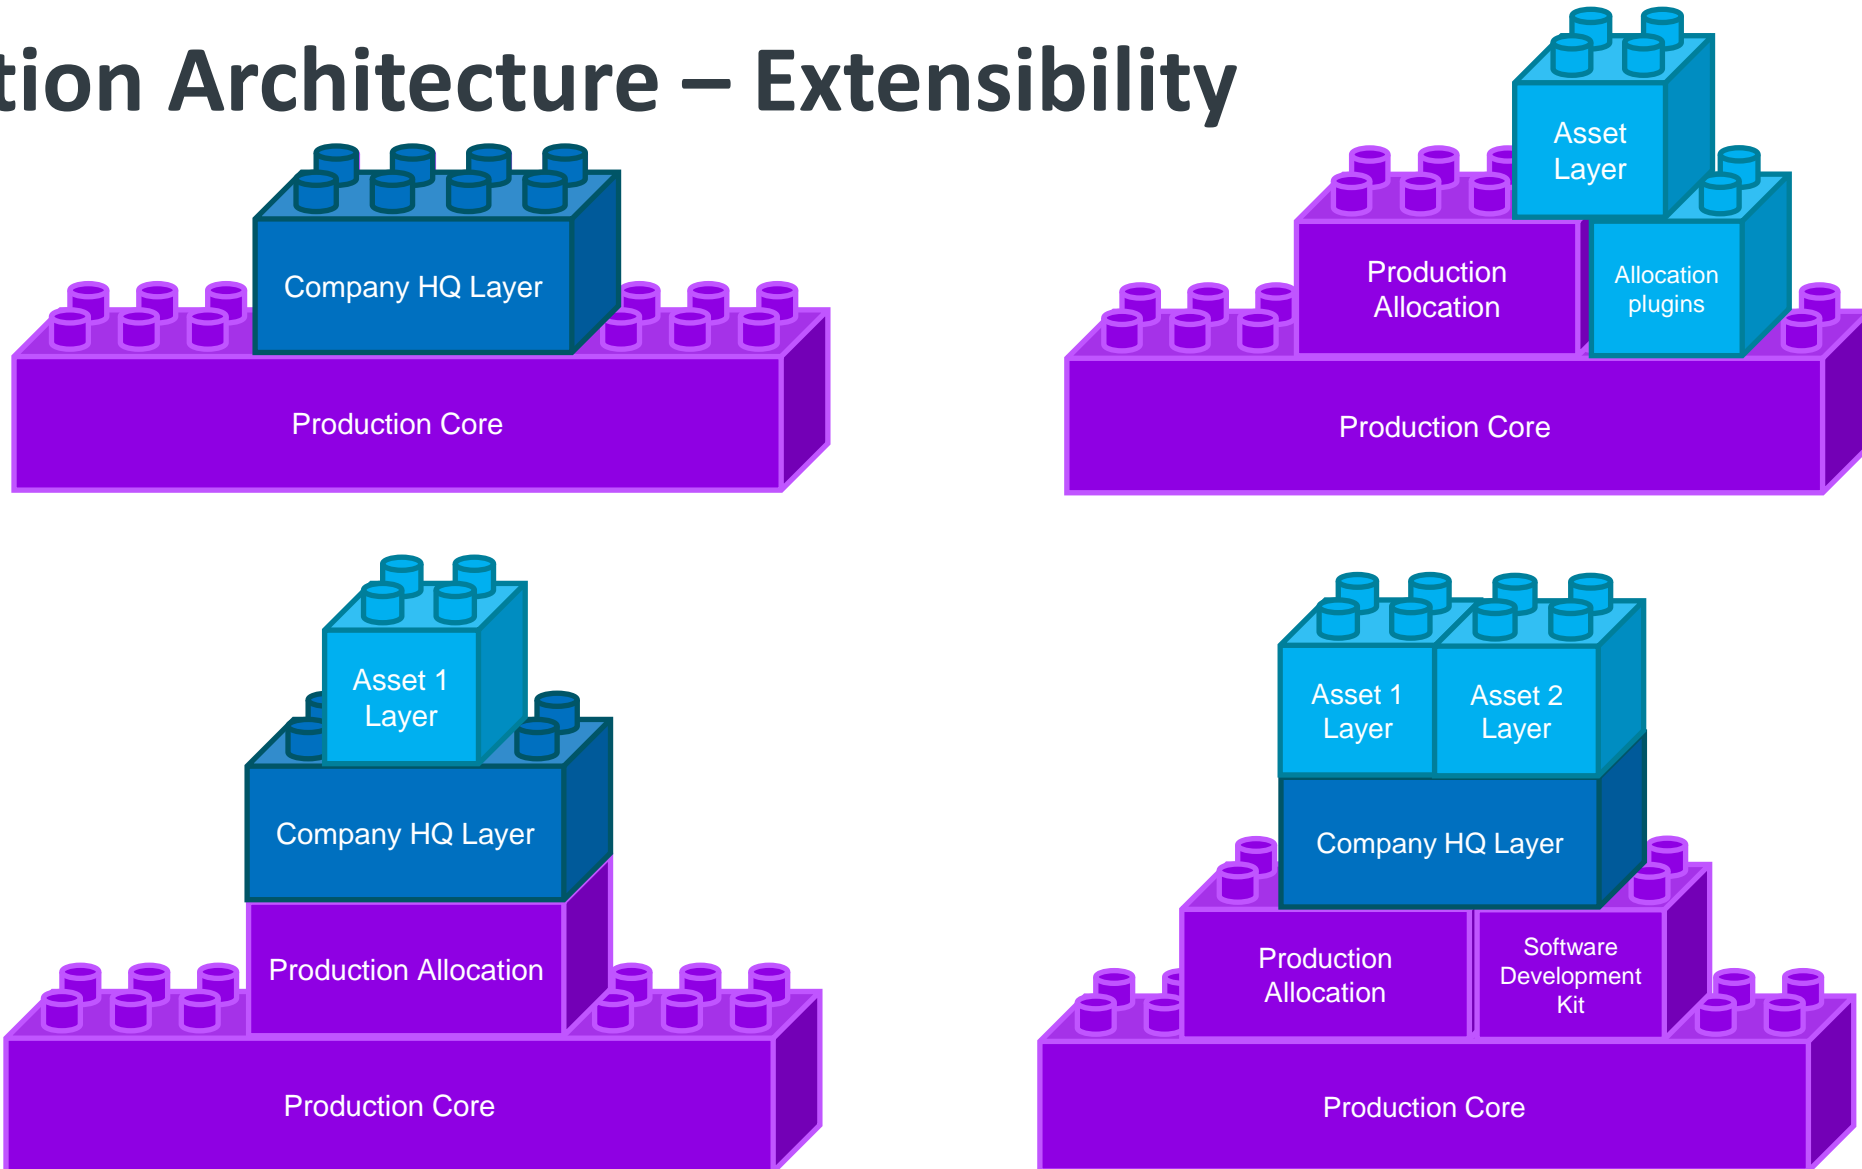 tion Architecture – Extensibility
Company HQ Layer
Production Core
Asset
Layer
Production
Allocation
Allocation
plugins
Production Core
Asset 1
Layer
Company HQ Layer
Production Allocation
Production Core
Asset 1
Layer
Asset 2
Layer
Company HQ Layer
Production
Allocation
Software
Development
Kit
Production Core